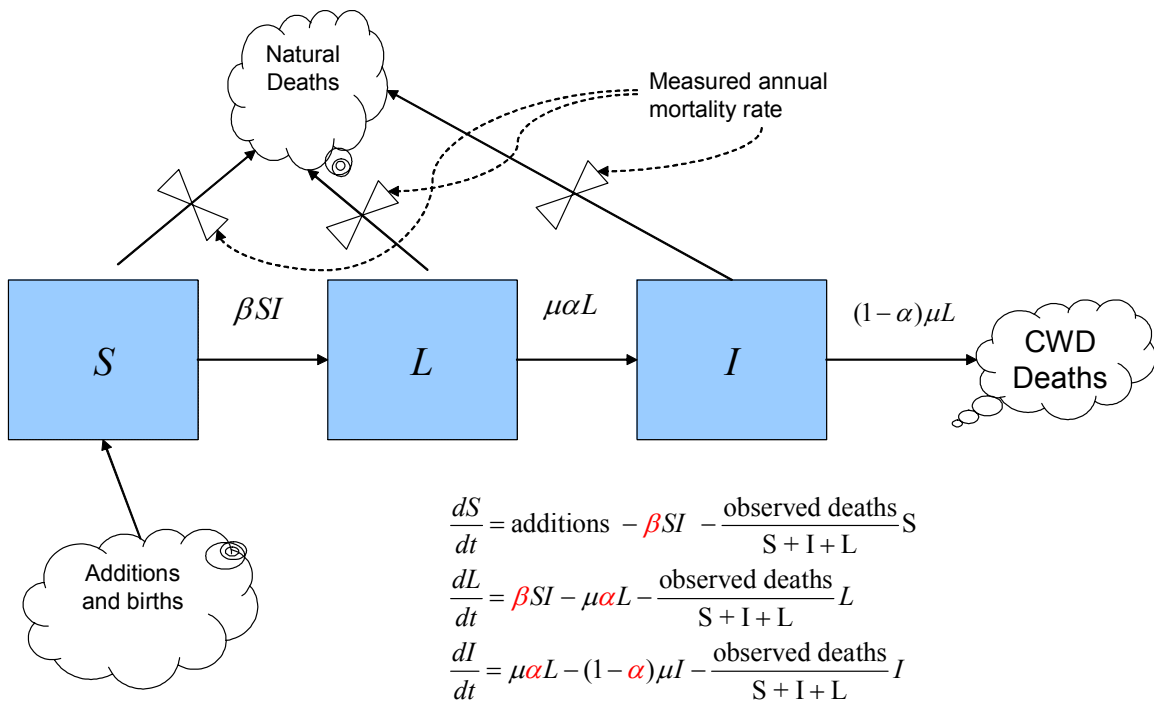 Natural
Deaths
Measured annual
mortality rate
S
βSI
L
μαL
I
(1−α)μL
CWD
Deaths
Additions
and births
dS/dt = additions − βSI − observed deaths/(S + I + L) S
dL/dt = βSI − μαL − observed deaths/(S + I + L) L
dI/dt = μαL − (1−α)μI − observed deaths/(S + I + L) I